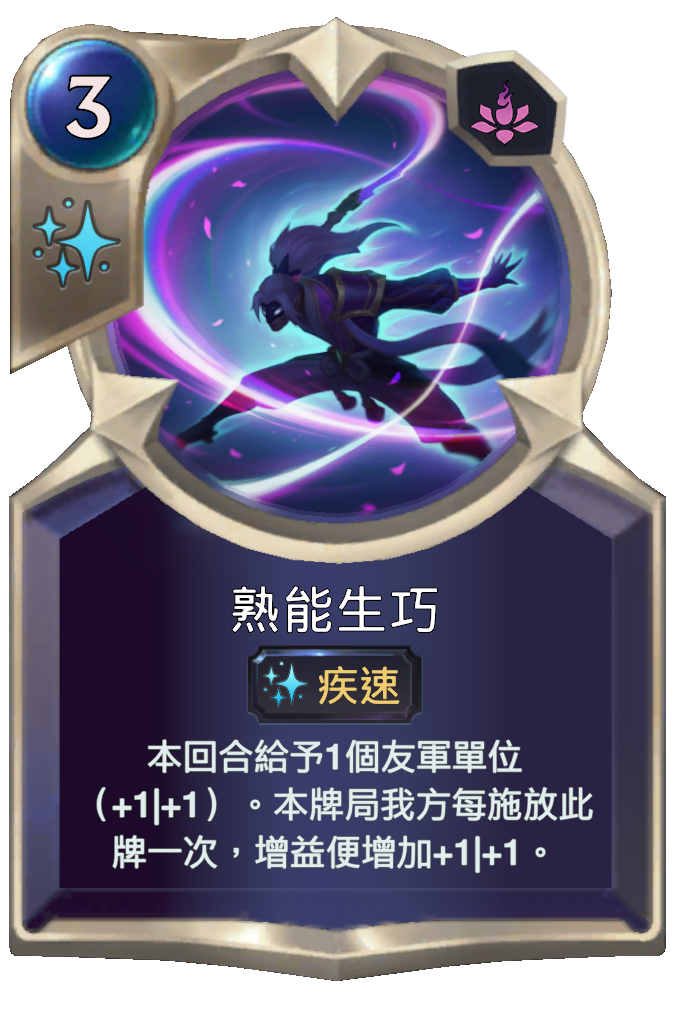 3
熟能生巧
疾速
本回合給予1個友軍單位
（+1|+1）。本牌局我方每施放此
牌一次，增益便增加+1|+1。